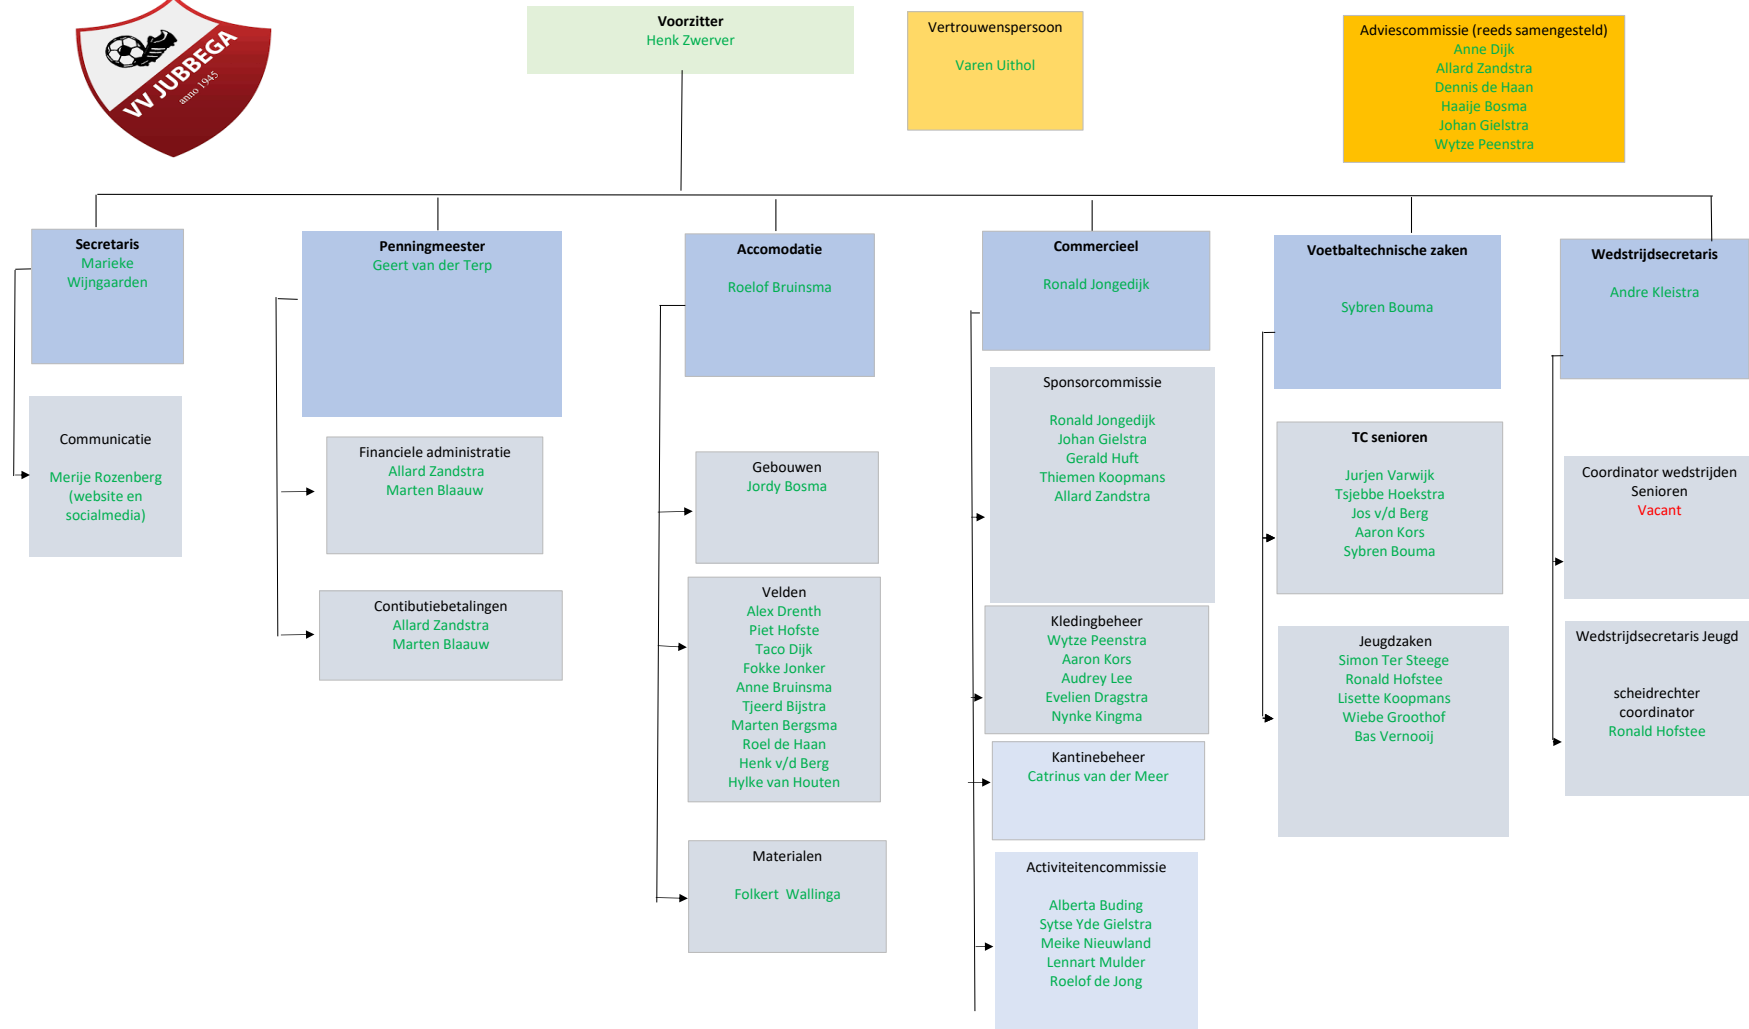 VV JUBBEGA
anno 1945
Voorzitter
Henk Zwerver
Vertrouwenspersoon
Varen Uithol
Adviescommissie (reeds samengesteld)
Anne Dijk
Allard Zandstra
Dennis de Haan
Haaije Bosma
Johan Gielstra
Wytze Peenstra
Secretaris
Marieke
Wijngaarden
Communicatie
Merije Rozenberg
(website en
socialmedia)
Penningmeester
Geert van der Terp
Financiele administratie
Allard Zandstra
Marten Blaauw
Contibutiebetalingen
Allard Zandstra
Marten Blaauw
Accomodatie
Roelof Bruinsma
Gebouwen
Jordy Bosma
Velden
Alex Drenth
Piet Hofste
Taco Dijk
Fokke Jonker
Anne Bruinsma
Tjeerd Bijstra
Marten Bergsma
Roel de Haan
Henk v/d Berg
Hylke van Houten
Materialen
Folkert Wallinga
Commercieel
Ronald Jongedijk
Sponsorcommissie
Ronald Jongedijk
Johan Gielstra
Gerald Huft
Thiemen Koopmans
Allard Zandstra
Kledingbeheer
Wytze Peenstra
Aaron Kors
Audrey Lee
Evelien Dragstra
Nynke Kingma
Kantinebeheer
Catrinus van der Meer
Activiteitencommissie
Alberta Buding
Sytse Yde Gielstra
Meike Nieuwland
Lennart Mulder
Roelof de Jong
Voetbaltechnische zaken
Sybren Bouma
TC senioren
Jurjen Varwijk
Tsjebbe Hoekstra
Jos v/d Berg
Aaron Kors
Sybren Bouma
Jeugdzaken
Simon Ter Steege
Ronald Hofstee
Lisette Koopmans
Wiebe Groothof
Bas Vernooij
Wedstrijdsecretaris
Andre Kleistra
Coordinator wedstrijden
Senioren
Vacant
Wedstrijdsecretaris Jeugd
scheidrechter
coordinator
Ronald Hofstee